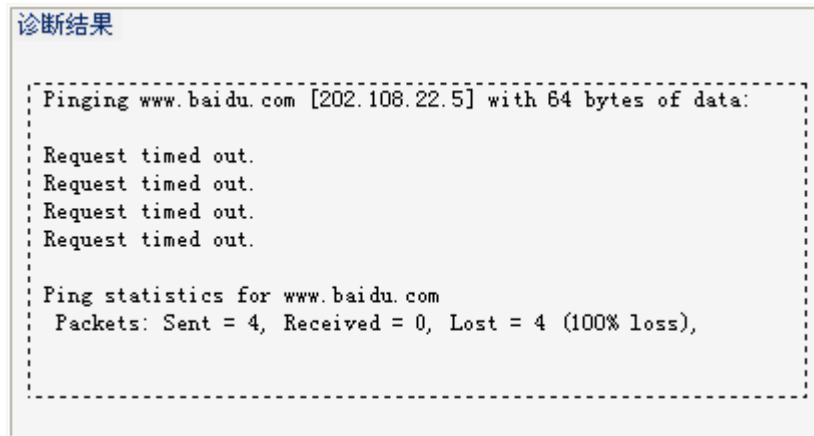 诊断结果
Pinging www.baidu.com [202.108.22.5] with 64 bytes of data:
Request timed out.
Request timed out.
Request timed out.
Request timed out.
Ping statistics for www.baidu.com
Packets: Sent = 4, Received = 0, Lost = 4 (100% loss),